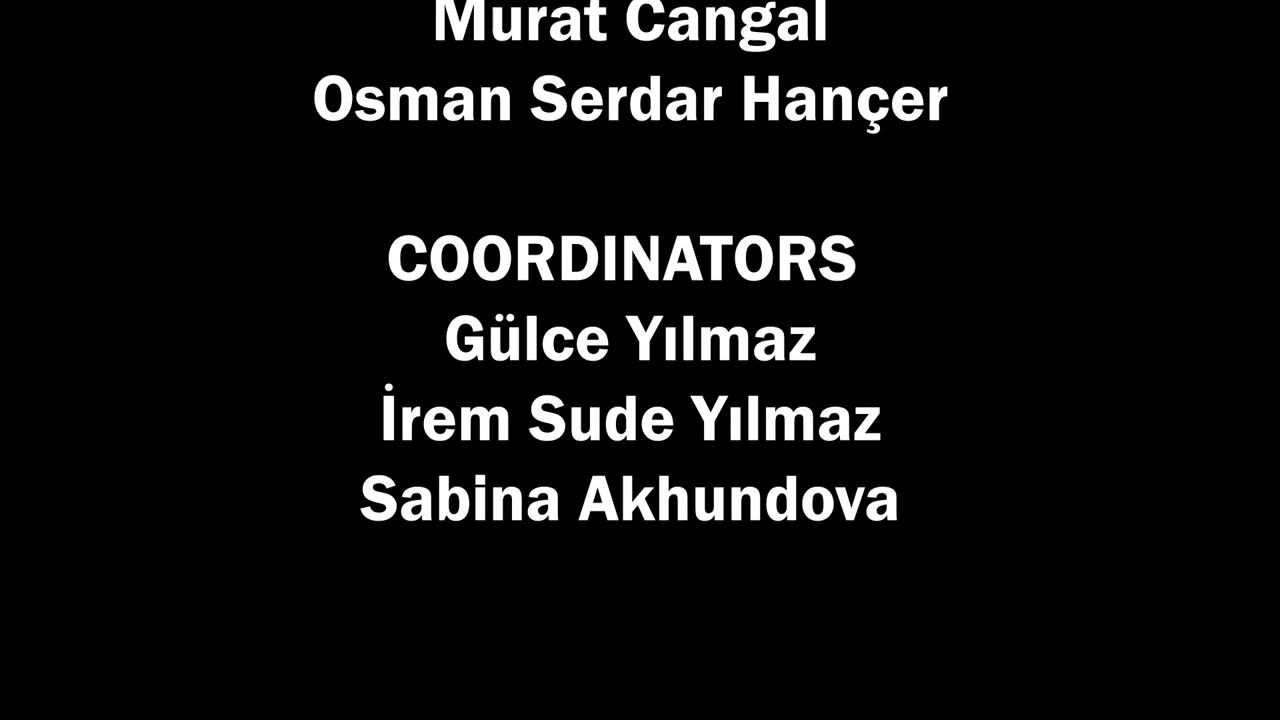 Murat Cangal
Osman Serdar Hançer
COORDINATORS
Gülce Yılmaz
İrem Sude Yılmaz
Sabina Akhundova